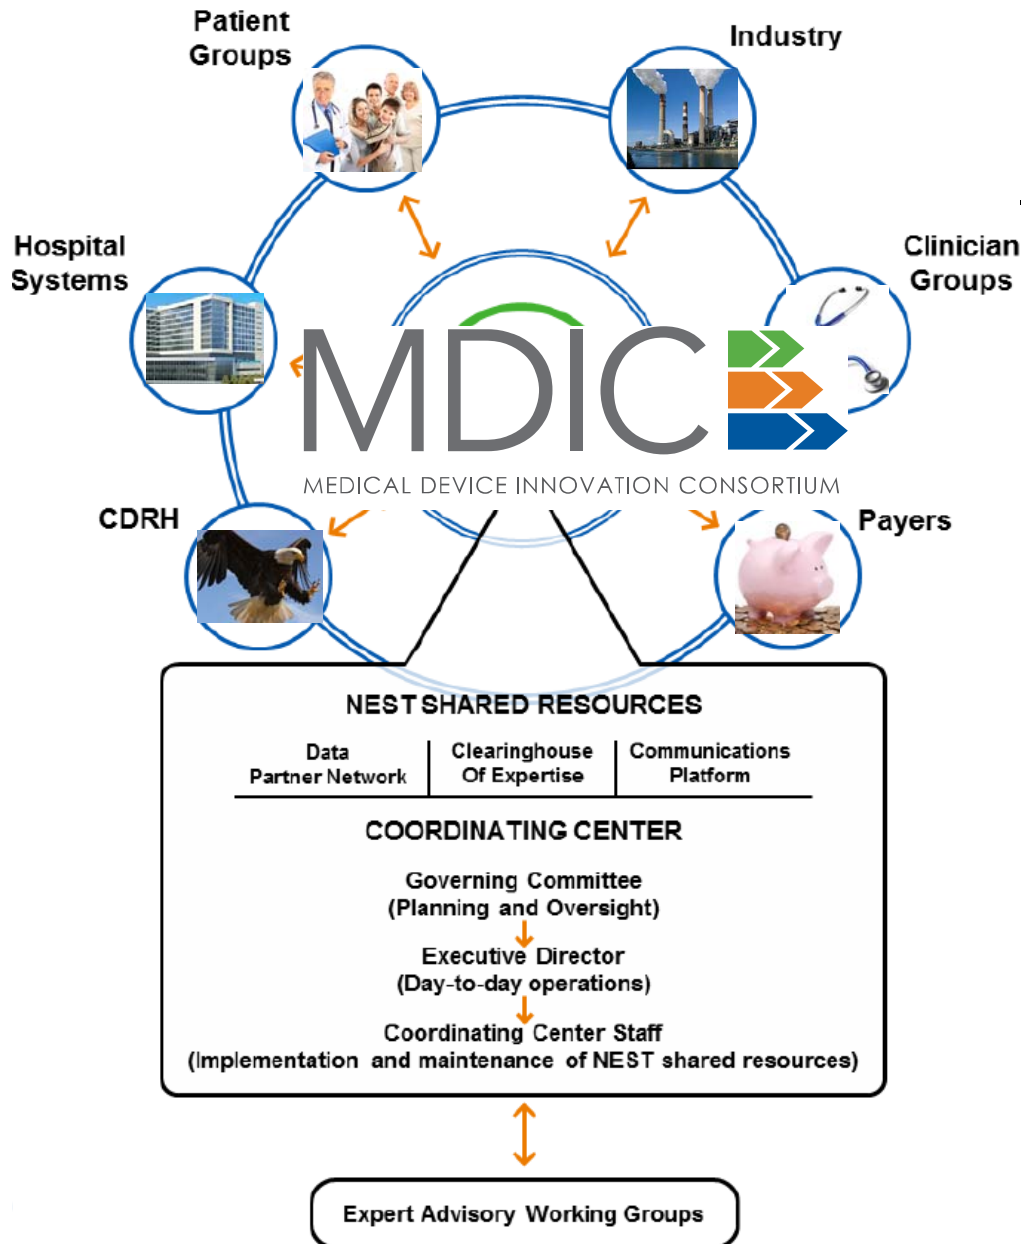 Patient
Groups
Industry
Hospital
Systems
Clinician
Groups
MDIC
MEDICAL DEVICE INNOVATION CONSORTIUM
CDRH
Payers
NEST SHARED RESOURCES
Data
Partner Network
Clearinghouse
Of Expertise
Communications
Platform
COORDINATING CENTER
Governing Committee
(Planning and Oversight)
Executive Director
(Day-to-day operations)
Coordinating Center Staff
(Implementation and maintenance of NEST shared resources)
Expert Advisory Working Groups